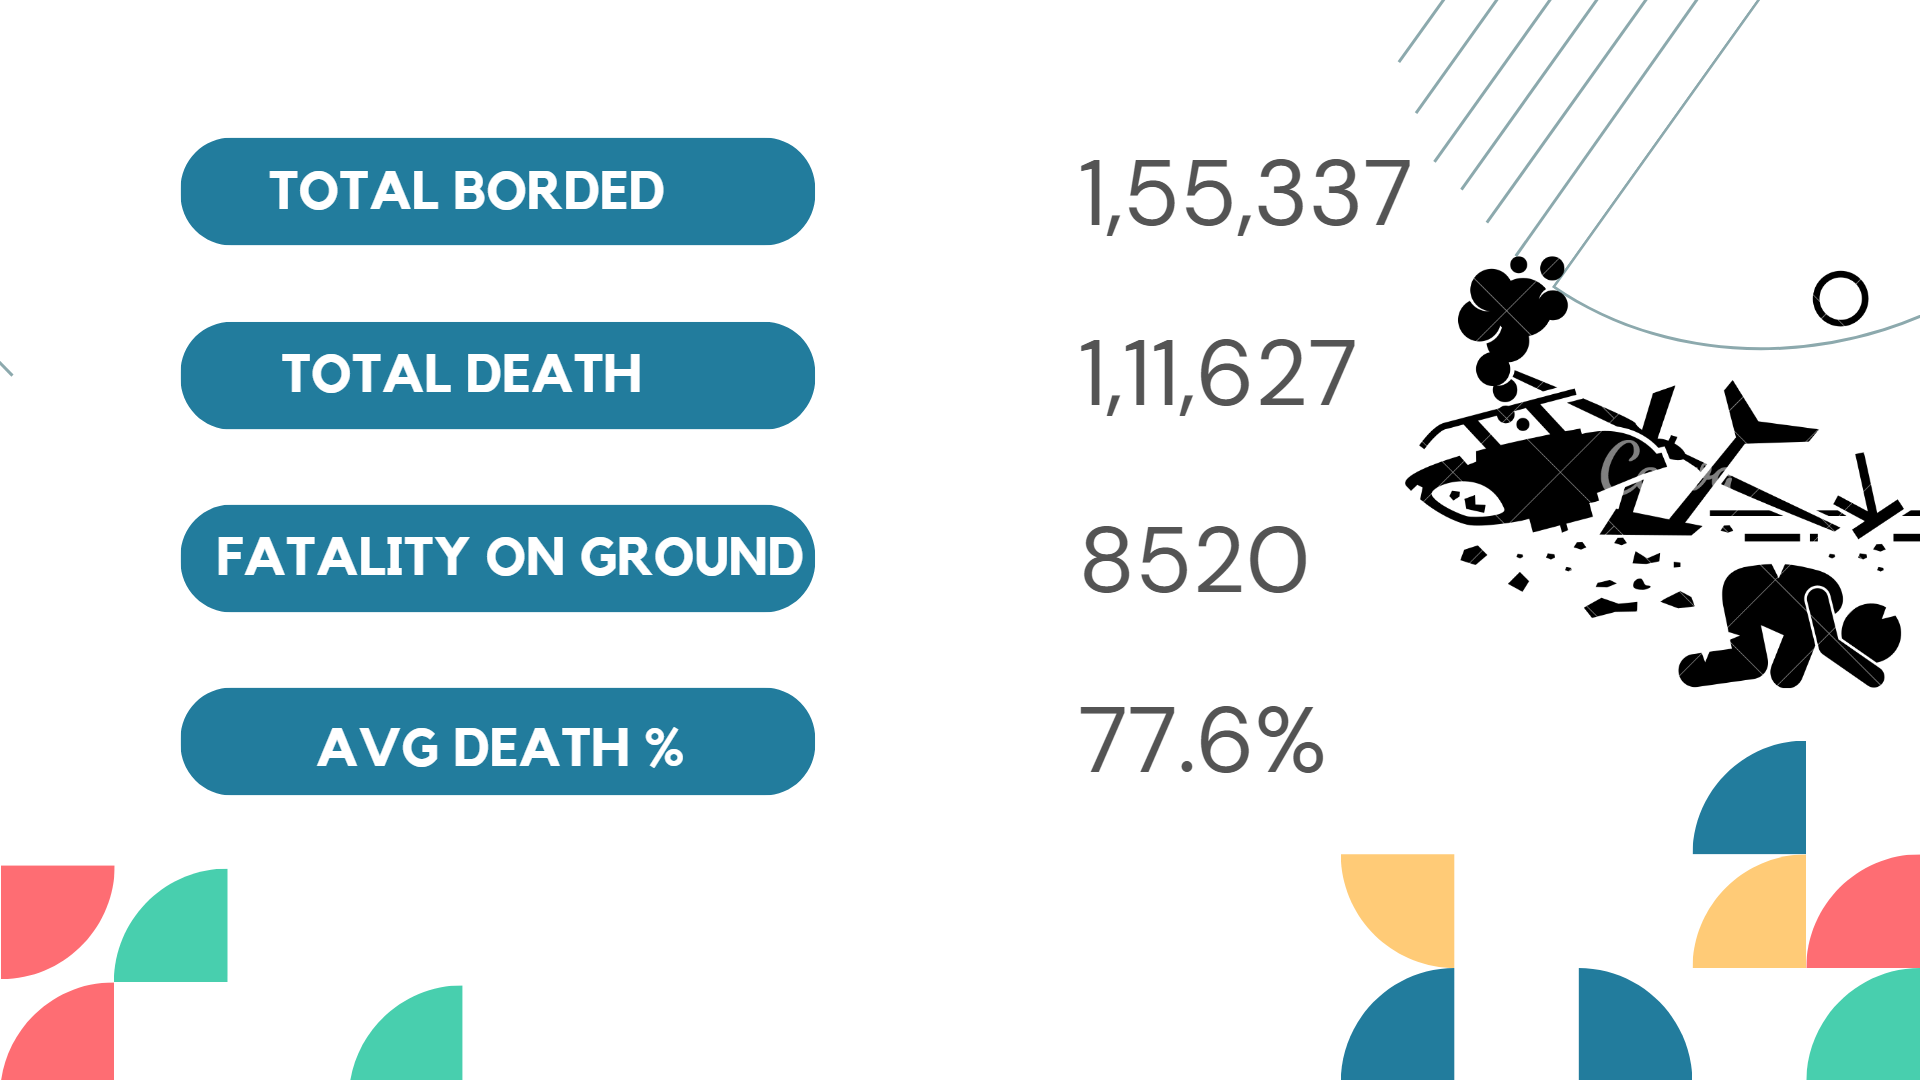 TOTAL BORDED 1,55,337
TOTAL DEATH 1,11,627
FATALITY ON GROUND 8520
AVG DEATH % 77.6%